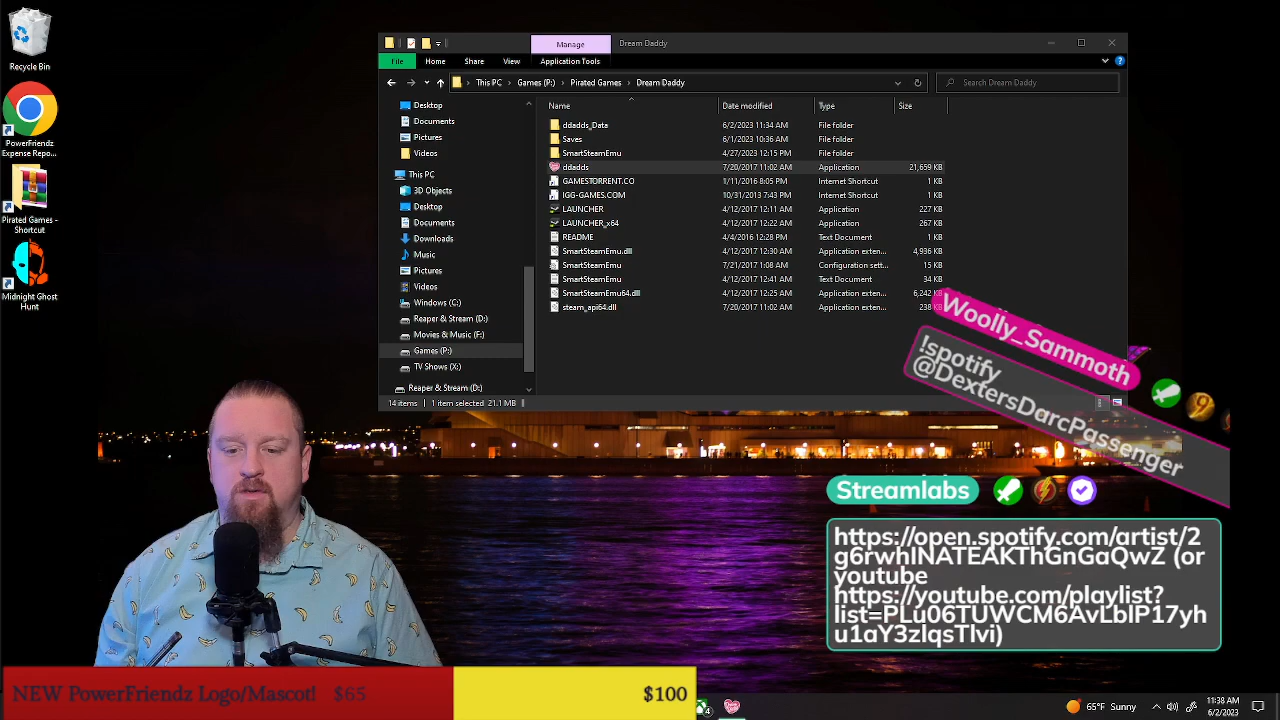 Recycle Bin
PowerFriendz
Expense Repo...
Pirated Games -
Shortcut
Midnight Ghost
Hunt
Manage
Dream Daddy
File
Home
Share
View
Application Tools
This PC
Games (P:)
Pirated Games
Dream Daddy
Search Dream Daddy
Desktop
Documents
Pictures
Videos
This PC
3D Objects
Desktop
Documents
Downloads
Music
Pictures
Videos
Windows (C:)
Reaper & Stream (D:)
Movies & Music (F:)
Games (P:)
TV Shows (X:)
Reaper & Stream (D:)
Name Date modified Type Size
ddadds_Data 6/2/2023 11:34 AM File folder
Saves 6/1/2023 10:36 AM File folder
SmartSteamEmu 4/27/2023 12:15 PM File folder
ddadds 7/20/2017 11:02 AM Application 21,659 KB
GAMESTORRENT.CO 1/11/2016 8:05 PM Internet Shortcut 1 KB
IGG-GAMES.COM 10/31/2013 7:43 PM Internet Shortcut 1 KB
LAUNCHER 4/12/2017 12:11 AM Application 227 KB
LAUNCHER_x64 4/12/2017 12:22 AM Application 267 KB
README 4/4/2016 12:28 PM Text Document 1 KB
SmartSteamEmu.dll 4/12/2017 12:30 AM Application exten... 4,936 KB
SmartSteamEmu 7/21/2017 1:08 AM Configuration sett... 15 KB
SmartSteamEmu 4/12/2017 12:41 AM Text Document 34 KB
SmartSteamEmu64.dll 4/12/2017 12:25 AM Application exten... 6,242 KB
steam_api64.dll 7/20/2017 11:02 AM Application exten... 238 KB
14 items 1 item selected 21.1 MB
Woolly_Sammoth
!spotify
@DextersDarcPassenger
Streamlabs
https://open.spotify.com/artist/2
g6rwhINATEAKThGnGaQwZ (or
youtube
https://youtube.com/playlist?
list=PLu06TUWCM6AvLbIP17yh
u1aY3zlqsTlvi)
NEW PowerFriendz Logo/Mascot! $65
$100
65°F Sunny
11:38 AM
6/2/2023